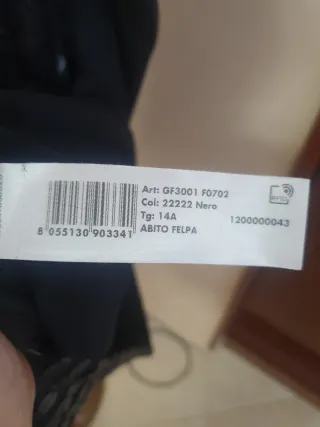 Art: GF3001 F0702
Col: 22222 Nero
Tg: 14A
1200000043
8 055130 903341
ABITO FELPA